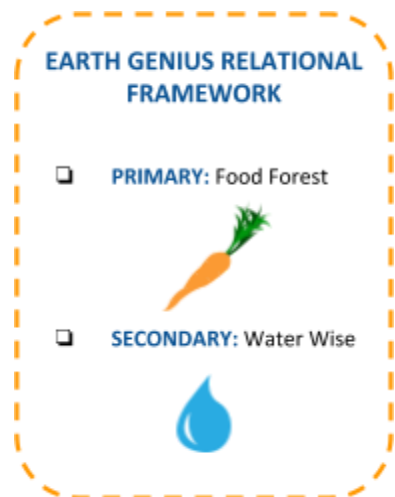 EARTH GENIUS RELATIONAL
FRAMEWORK
❑ PRIMARY: Food Forest
❑ SECONDARY: Water Wise